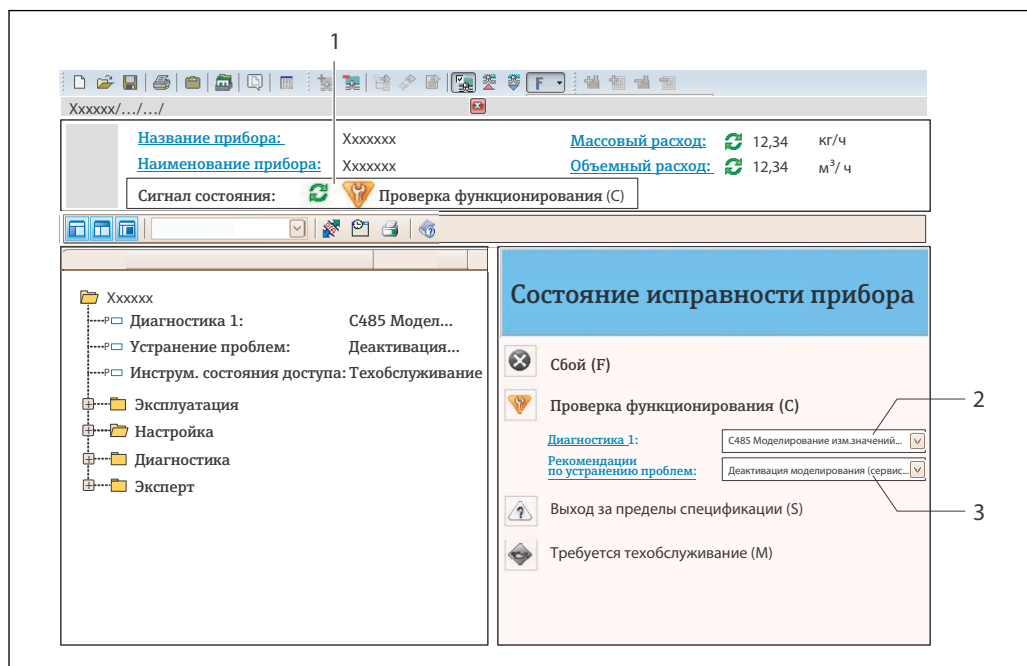 1
F
Xxxxxx/.../.../
Название прибора: Xxxxxxx Массовый расход: 12,34 кг/ч
Наименование прибора: Xxxxxxx Объемный расход: 12,34 м³/ ч
Сигнал состояния: Проверка функционирования (C)
Xxxxxx
P Диагностика 1: C485 Модел...
P Устранение проблем: Деактивация...
P Инструм. состояния доступа: Техобслуживание
Эксплуатация
Настройка
Диагностика
Эксперт
Состояние исправности прибора
Сбой (F)
Проверка функционирования (C)
2
Диагностика 1: C485 Моделирование изм.значений...
Рекомендации
по устранению проблем: Деактивация моделирования (сервис...
3
Выход за пределы спецификации (S)
Требуется техобслуживание (M)